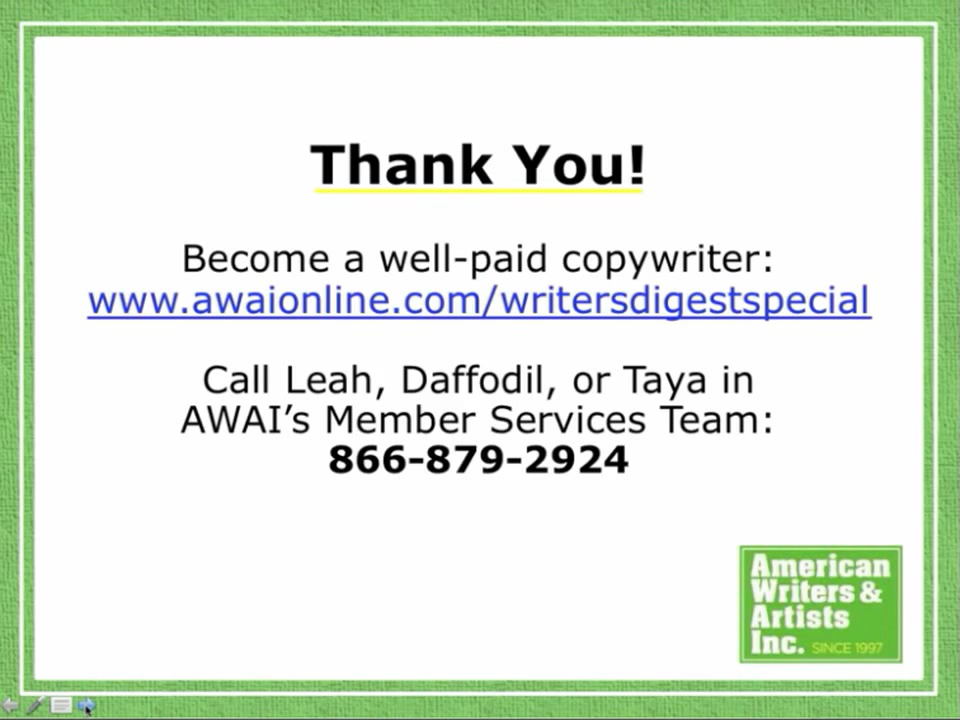 Thank You!
Become a well-paid copywriter:
www.awaionline.com/writersdigestspecial
Call Leah, Daffodil, or Taya in
AWAI’s Member Services Team:
866-879-2924
American
Writers &
Artists
Inc. SINCE 1997